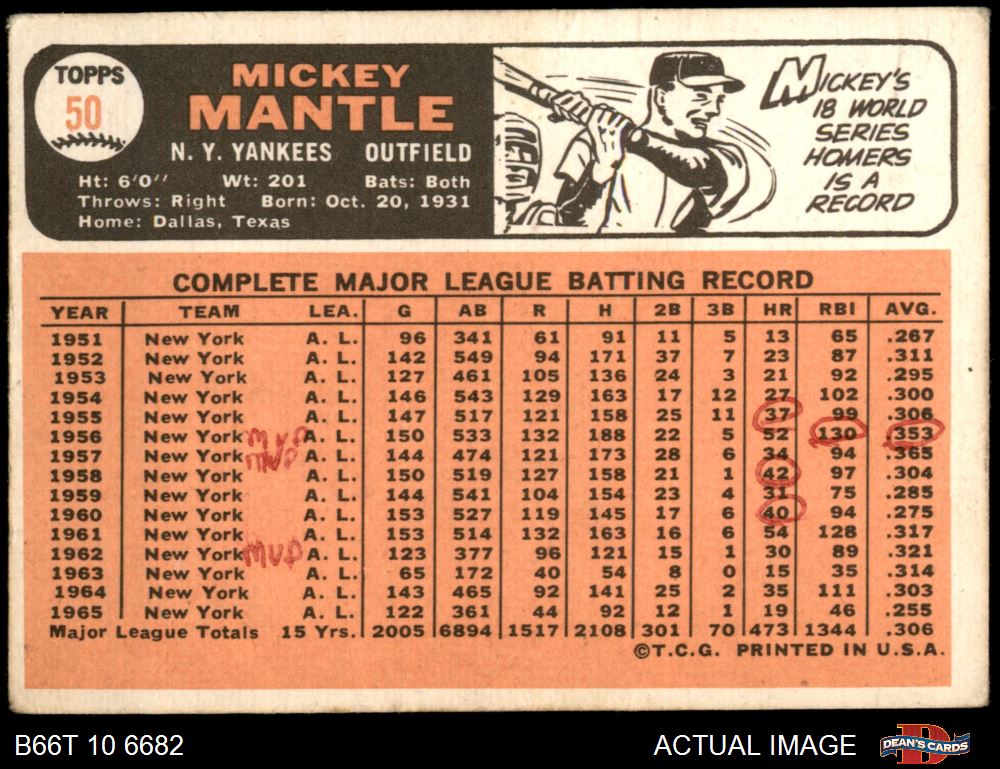 TOPPS
50
MICKEY
MANTLE
N. Y. YANKEES OUTFIELD
Ht: 6'0" Wt: 201 Bats: Both
Throws: Right Born: Oct. 20, 1931
Home: Dallas, Texas
MICKEY'S
18 WORLD
SERIES
HOMERS
IS A
RECORD
COMPLETE MAJOR LEAGUE BATTING RECORD
YEAR TEAM LEA. G AB R H 2B 3B HR RBI AVG.
1951 New York A. L. 96 341 61 91 11 5 13 65 .267
1952 New York A. L. 142 549 94 171 37 7 23 87 .311
1953 New York A. L. 127 461 105 136 24 3 21 92 .295
1954 New York A. L. 146 543 129 163 17 12 27 102 .300
1955 New York A. L. 147 517 121 158 25 11 37 99 .306
1956 New York MVP A. L. 150 533 132 188 22 5 52 130 .353
1957 New York MVP A. L. 144 474 121 173 28 6 34 94 .365
1958 New York A. L. 150 519 127 158 21 1 42 97 .304
1959 New York A. L. 144 541 104 154 23 4 31 75 .285
1960 New York A. L. 153 527 119 145 17 6 40 94 .275
1961 New York A. L. 153 514 132 163 16 6 54 128 .317
1962 New York MVP A. L. 123 377 96 121 15 1 30 89 .321
1963 New York A. L. 65 172 40 54 8 0 15 35 .314
1964 New York A. L. 143 465 92 141 25 2 35 111 .303
1965 New York A. L. 122 361 44 92 12 1 19 46 .255
Major League Totals 15 Yrs. 2005 6894 1517 2108 301 70 473 1344 .306
©T.C.G. PRINTED IN U.S.A.
B66T 10 6682
ACTUAL IMAGE
DEAN'S CARDS